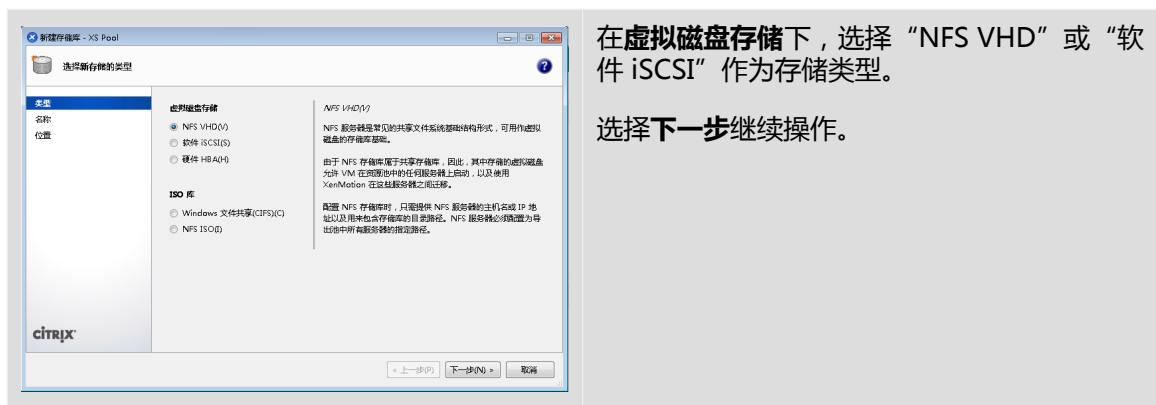 新建存储库 - XS Pool
选择新存储的类型
类型
名称
位置
虚拟磁盘存储
NFS VHD(V)
软件 iSCSI(S)
硬件 HBA(H)
ISO 库
Windows 文件共享(CIFS)(C)
NFS ISO(I)
NFS VHD(V)
NFS 服务器是常见的共享文件系统基础结构形式，可用作虚拟
磁盘的存储库基础。
由于 NFS 存储库属于共享存储库，因此，其中存储的虚拟磁盘
允许 VM 在资源池中的任何服务器上启动，以及使用
XenMotion 在这些服务器之间迁移。
配置 NFS 存储库时，只需提供 NFS 服务器的主机名或 IP 地
址以及用来包含存储库的目录路径。NFS 服务器必须配置为导
出池中所有服务器的指定路径。
CITRIX
< 上一步(P)
下一步(N) >
取消
在虚拟磁盘存储下，选择“NFS VHD”或“软
件 iSCSI”作为存储类型。
选择下一步继续操作。